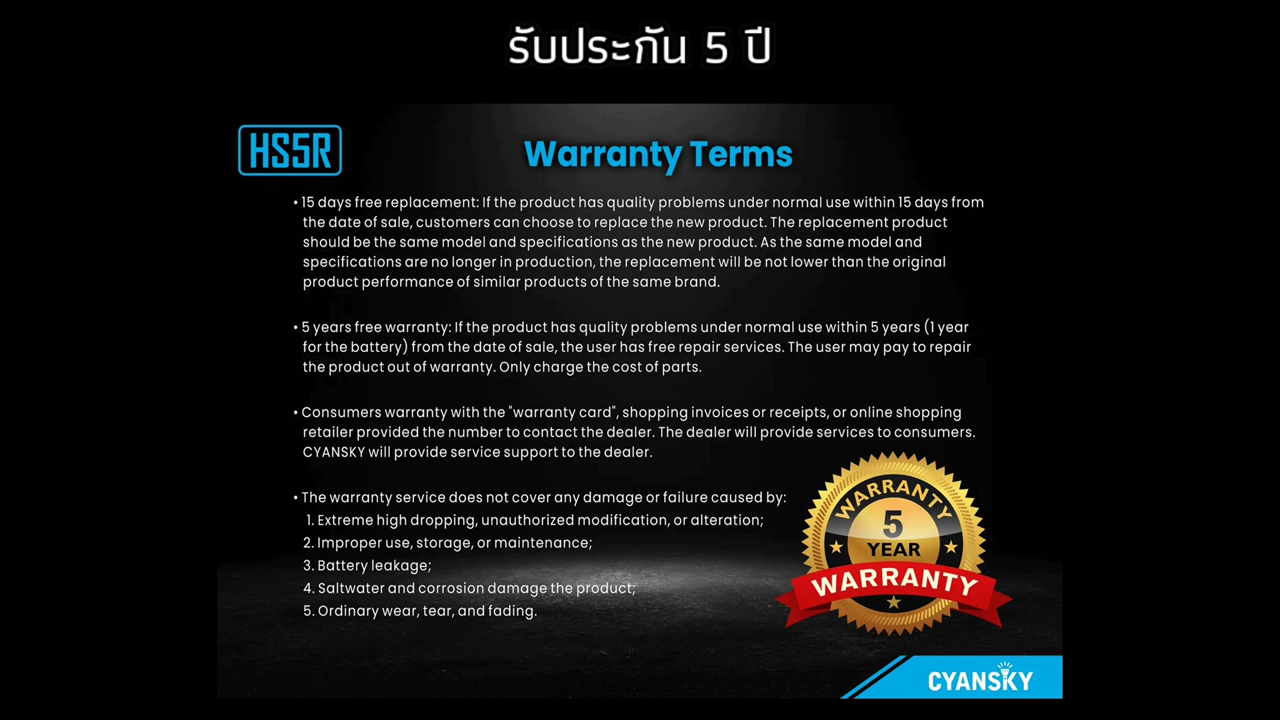 รับประกัน 5 ปี
HS5R
Warranty Terms
• 15 days free replacement: If the product has quality problems under normal use within 15 days from
the date of sale, customers can choose to replace the new product. The replacement product
should be the same model and specifications as the new product. As the same model and
specifications are no longer in production, the replacement will be not lower than the original
product performance of similar products of the same brand.
• 5 years free warranty: If the product has quality problems under normal use within 5 years (1 year
for the battery) from the date of sale, the user has free repair services. The user may pay to repair
the product out of warranty. Only charge the cost of parts.
• Consumers warranty with the "warranty card", shopping invoices or receipts, or online shopping
retailer provided the number to contact the dealer. The dealer will provide services to consumers.
CYANSKY will provide service support to the dealer.
• The warranty service does not cover any damage or failure caused by:
1. Extreme high dropping, unauthorized modification, or alteration;
2. Improper use, storage, or maintenance;
3. Battery leakage;
4. Saltwater and corrosion damage the product;
5. Ordinary wear, tear, and fading.
WARRANTY
5
YEAR
WARRANTY
CYANSKY